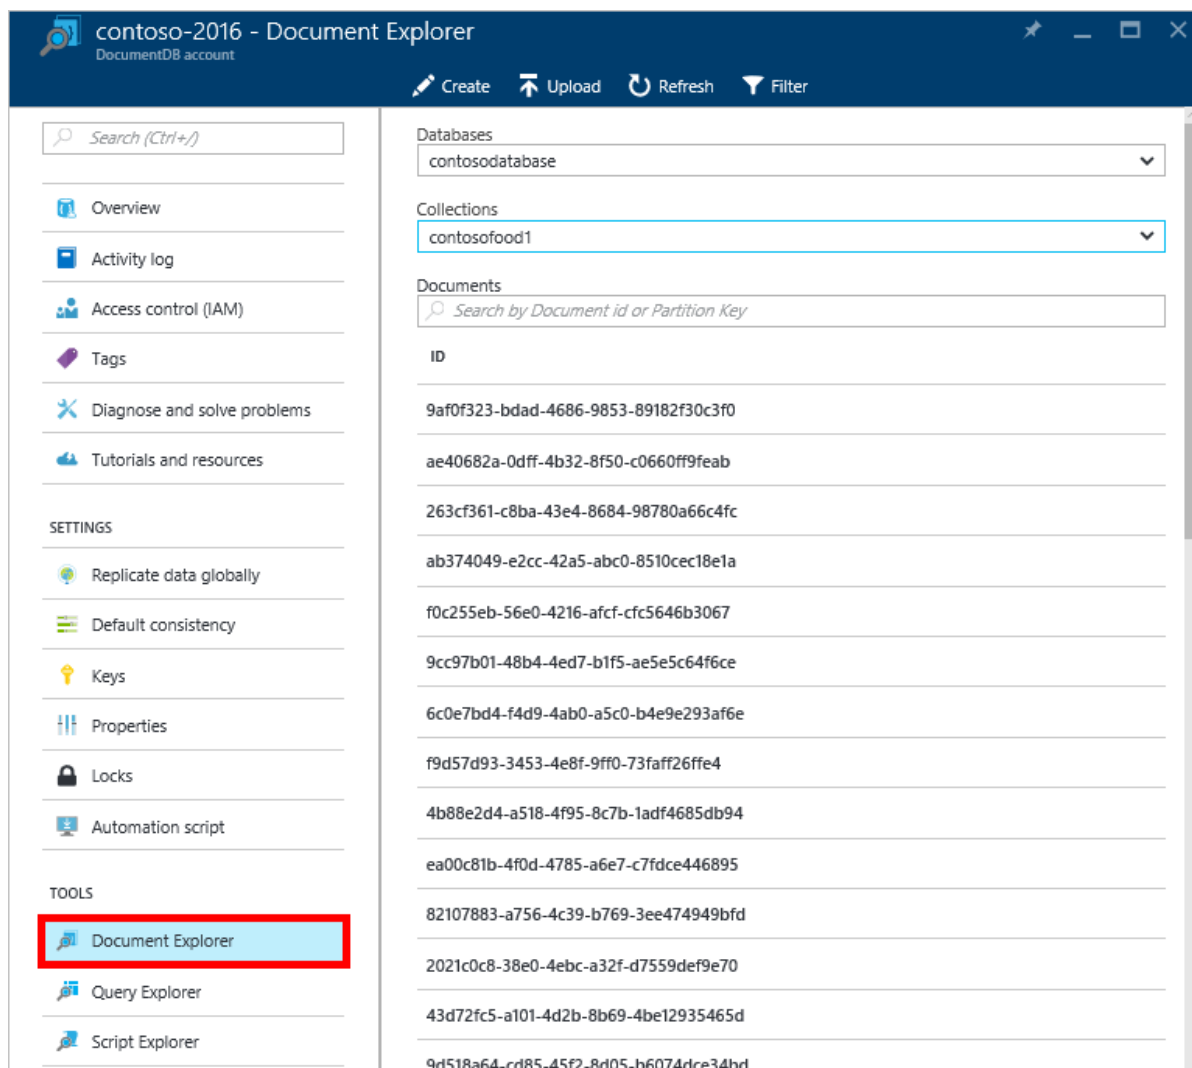 contoso-2016 - Document Explorer
DocumentDB account
Create Upload Refresh Filter
Search (Ctrl+/)
Overview
Activity log
Access control (IAM)
Tags
Diagnose and solve problems
Tutorials and resources
SETTINGS
Replicate data globally
Default consistency
Keys
Properties
Locks
Automation script
TOOLS
Document Explorer
Query Explorer
Script Explorer
Databases
contosodatabase
Collections
contosofood1
Documents
Search by Document id or Partition Key
ID
9af0f323-bdad-4686-9853-89182f30c3f0
ae40682a-0dff-4b32-8f50-c0660ff9feab
263cf361-c8ba-43e4-8684-98780a66c4fc
ab374049-e2cc-42a5-abc0-8510cec18e1a
f0c255eb-56e0-4216-afcf-cfc5646b3067
9cc97b01-48b4-4ed7-b1f5-ae5e5c64f6ce
6c0e7bd4-f4d9-4ab0-a5c0-b4e9e293af6e
f9d57d93-3453-4e8f-9ff0-73faff26ffe4
4b88e2d4-a518-4f95-8c7b-1adf4685db94
ea00c81b-4f0d-4785-a6e7-c7fdce446895
82107883-a756-4c39-b769-3ee474949bfd
2021c0c8-38e0-4ebc-a32f-d7559def9e70
43d72fc5-a101-4d2b-8b69-4be12935465d
9d518a64-cd85-45f2-8d05-b6074dce34bd